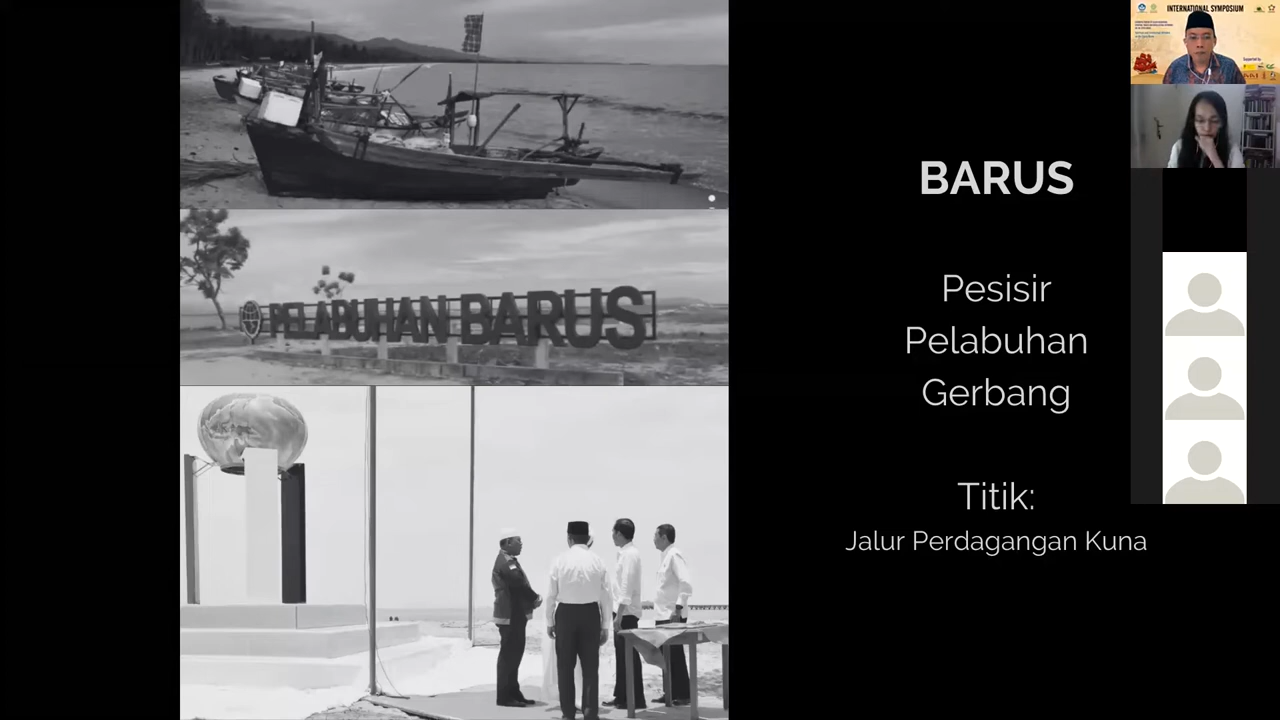 PELABUHAN BARUS
BARUS
Pesisir
Pelabuhan
Gerbang
Titik:
Jalur Perdagangan Kuna
INTERNATIONAL SYMPOSIUM